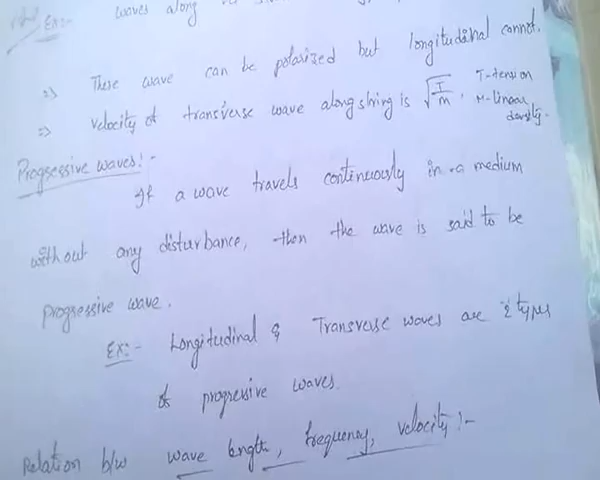 Ex:- waves along
=> These wave can be polarized but longitudinal cannot.
=> velocity of transverse wave along string is √T/m. T-tension
M-linear
density.
Progressive waves:-
If a wave travels continuously in a medium
without any disturbance, then the wave is said to be
progressive wave.
Ex:- Longitudinal & Transverse waves are 2 types
of progressive waves.
Relation b/w wave length, frequency, velocity:-